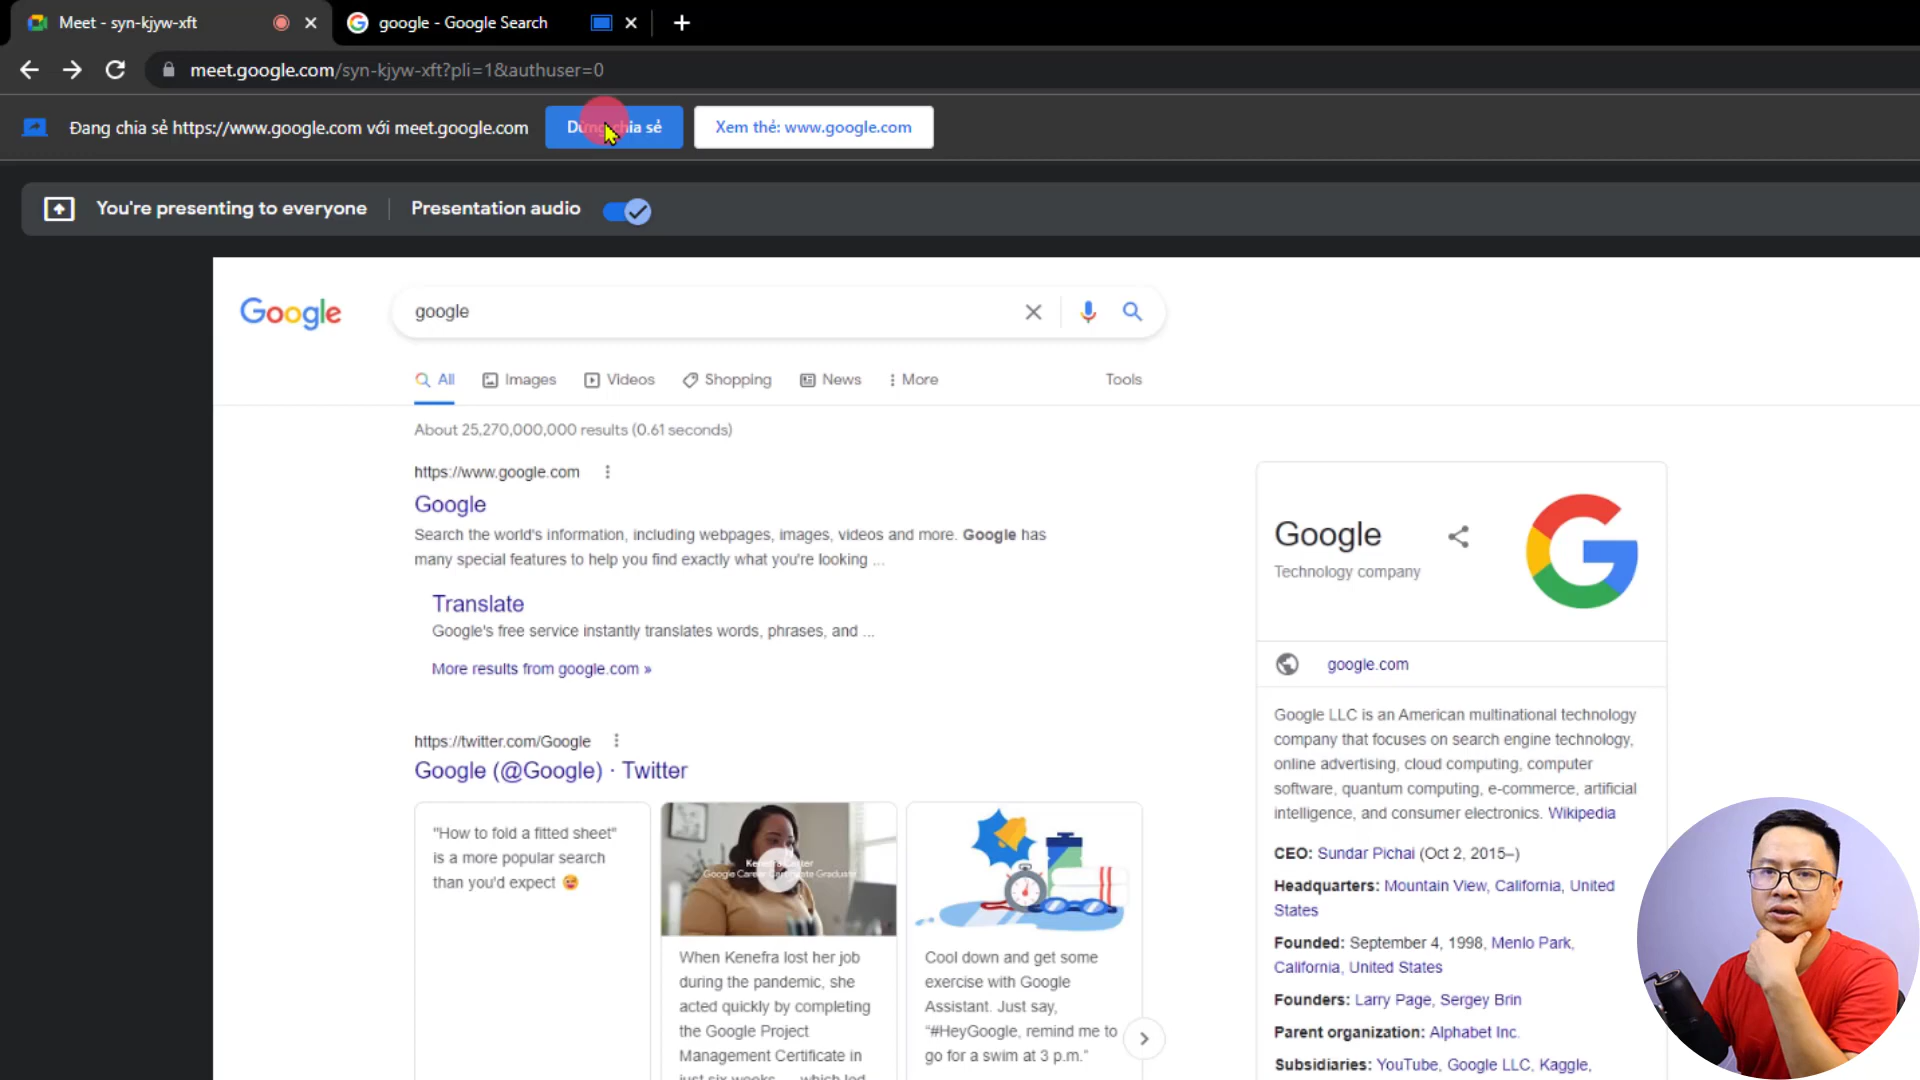 Meet - syn-kjyw-xft
google - Google Search
meet.google.com/syn-kjyw-xft?pli=1&authuser=0
Đang chia sẻ https://www.google.com với meet.google.com
Dừng chia sẻ
Xem thẻ: www.google.com
You're presenting to everyone
Presentation audio
Google
google
All
Images
Videos
Shopping
News
More
Tools
About 25,270,000,000 results (0.61 seconds)
https://www.google.com
Google
Search the world's information, including webpages, images, videos and more. Google has
many special features to help you find exactly what you're looking ...
Translate
Google's free service instantly translates words, phrases, and ...
More results from google.com »
https://twitter.com/Google
Google (@Google) · Twitter
"How to fold a fitted sheet"
is a more popular search
than you'd expect 😜
Google Career Certificate Graduate
When Kenefra lost her job
during the pandemic, she
acted quickly by completing
the Google Project
Management Certificate in
just six weeks
which led
Cool down and get some
exercise with Google
Assistant. Just say,
"#HeyGoogle, remind me to
go for a swim at 3 p.m."
Google
Technology company
google.com
Google LLC is an American multinational technology
company that focuses on search engine technology,
online advertising, cloud computing, computer
software, quantum computing, e-commerce, artificial
intelligence, and consumer electronics. Wikipedia
CEO: Sundar Pichai (Oct 2, 2015–)
Headquarters: Mountain View, California, United
States
Founded: September 4, 1998, Menlo Park,
California, United States
Founders: Larry Page, Sergey Brin
Parent organization: Alphabet Inc.
Subsidiaries: YouTube, Google LLC, Kaggle,